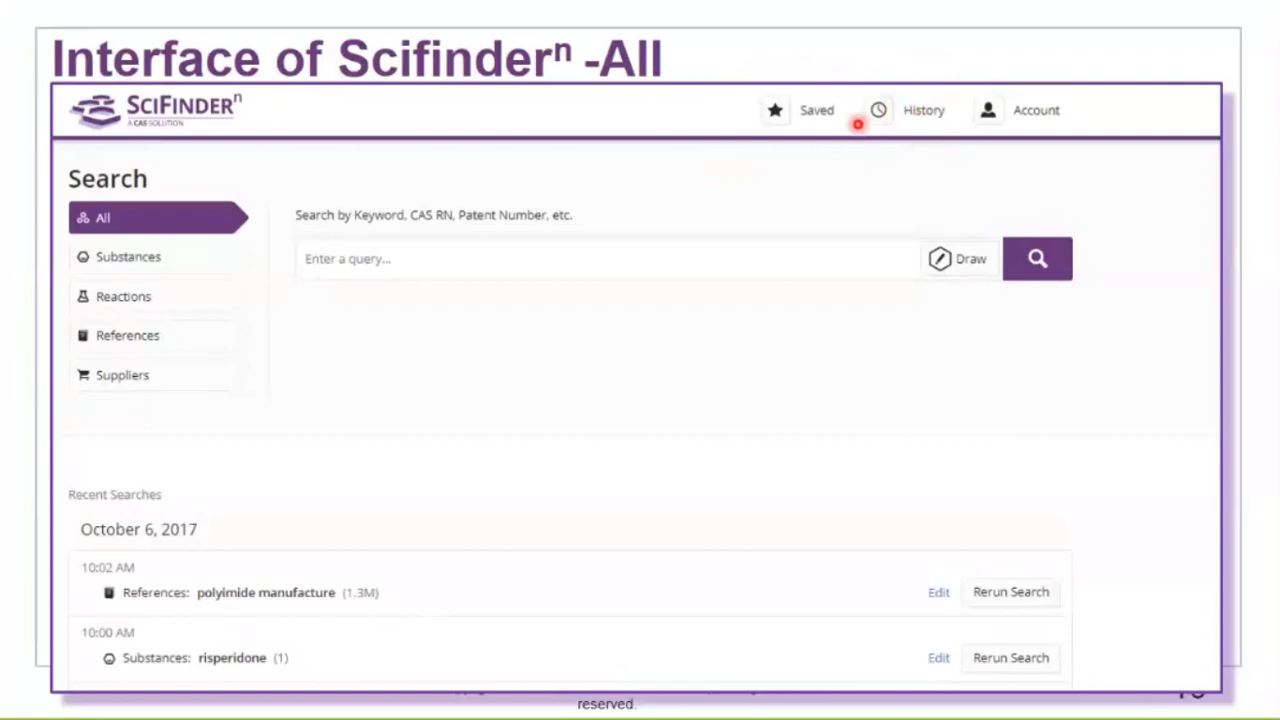 Interface of Scifinderⁿ -All
SCIFINDERⁿ
A CAS SOLUTION
Saved
History
Account
Search
All
Search by Keyword, CAS RN, Patent Number, etc.
Substances
Enter a query...
Draw
Reactions
References
Suppliers
Recent Searches
October 6, 2017
10:02 AM
References: polyimide manufacture (1.3M)
Edit
Rerun Search
10:00 AM
Substances: risperidone (1)
Edit
Rerun Search
reserved.